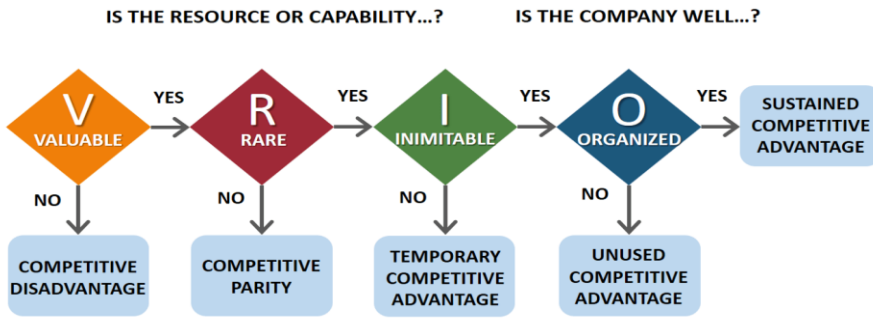 IS THE RESOURCE OR CAPABILITY...?
IS THE COMPANY WELL...?
V
VALUABLE
YES
R
RARE
YES
I
INIMITABLE
YES
O
ORGANIZED
YES
SUSTAINED
COMPETITIVE
ADVANTAGE
NO
NO
NO
NO
COMPETITIVE
DISADVANTAGE
COMPETITIVE
PARITY
TEMPORARY
COMPETITIVE
ADVANTAGE
UNUSED
COMPETITIVE
ADVANTAGE